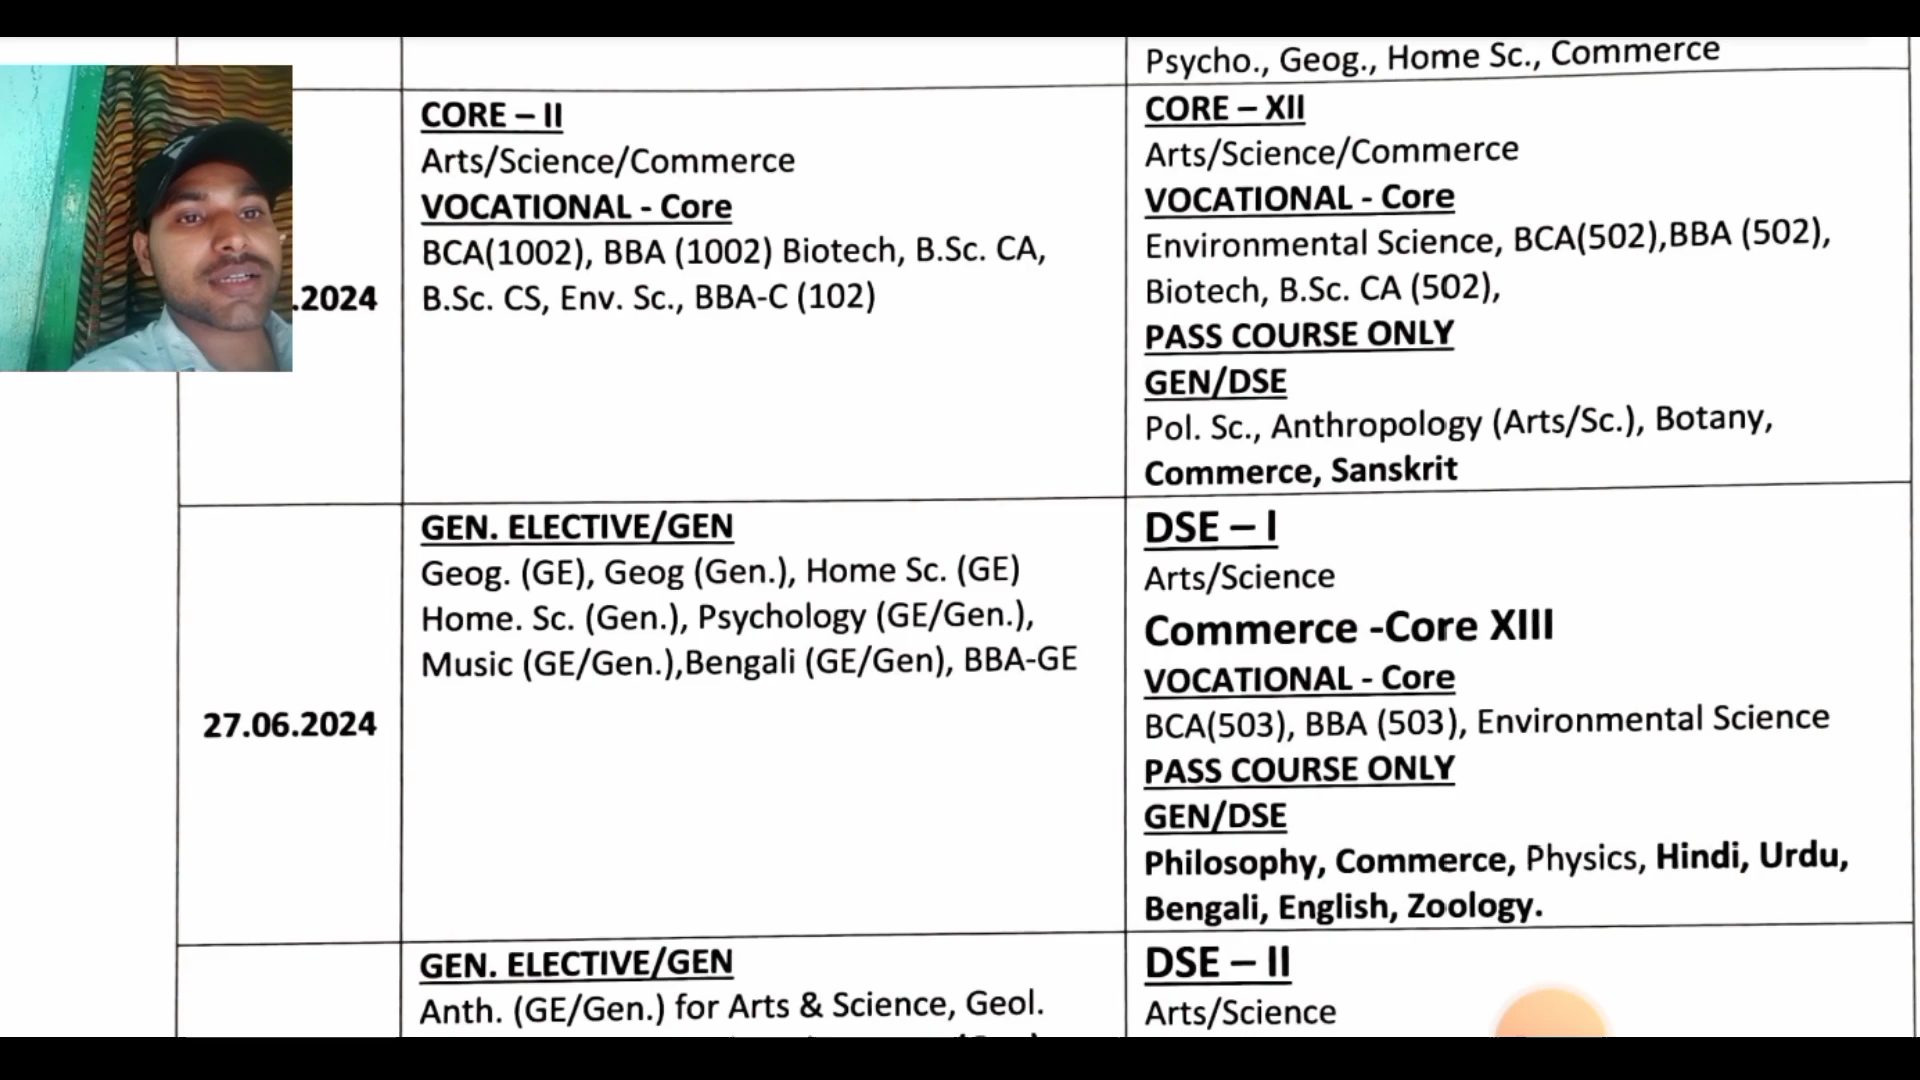 Psycho., Geog., Home Sc., Commerce
.2024
CORE – II
Arts/Science/Commerce
VOCATIONAL - Core
BCA(1002), BBA (1002) Biotech, B.Sc. CA,
B.Sc. CS, Env. Sc., BBA-C (102)
CORE – XII
Arts/Science/Commerce
VOCATIONAL - Core
Environmental Science, BCA(502),BBA (502),
Biotech, B.Sc. CA (502),
PASS COURSE ONLY
GEN/DSE
Pol. Sc., Anthropology (Arts/Sc.), Botany,
Commerce, Sanskrit
27.06.2024
GEN. ELECTIVE/GEN
Geog. (GE), Geog (Gen.), Home Sc. (GE)
Home. Sc. (Gen.), Psychology (GE/Gen.),
Music (GE/Gen.),Bengali (GE/Gen), BBA-GE
DSE – I
Arts/Science
Commerce -Core XIII
VOCATIONAL - Core
BCA(503), BBA (503), Environmental Science
PASS COURSE ONLY
GEN/DSE
Philosophy, Commerce, Physics, Hindi, Urdu,
Bengali, English, Zoology.
GEN. ELECTIVE/GEN
Anth. (GE/Gen.) for Arts & Science, Geol.
DSE – II
Arts/Science